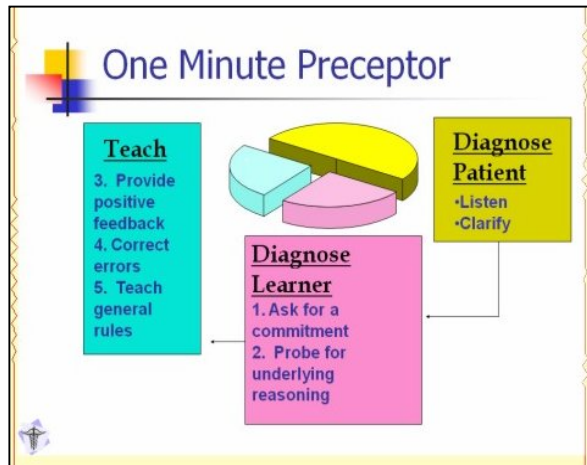 One Minute Preceptor
Teach
3. Provide
positive
feedback
4. Correct
errors
5. Teach
general
rules
Diagnose
Patient
•Listen
•Clarify
Diagnose
Learner
1. Ask for a
commitment
2. Probe for
underlying
reasoning